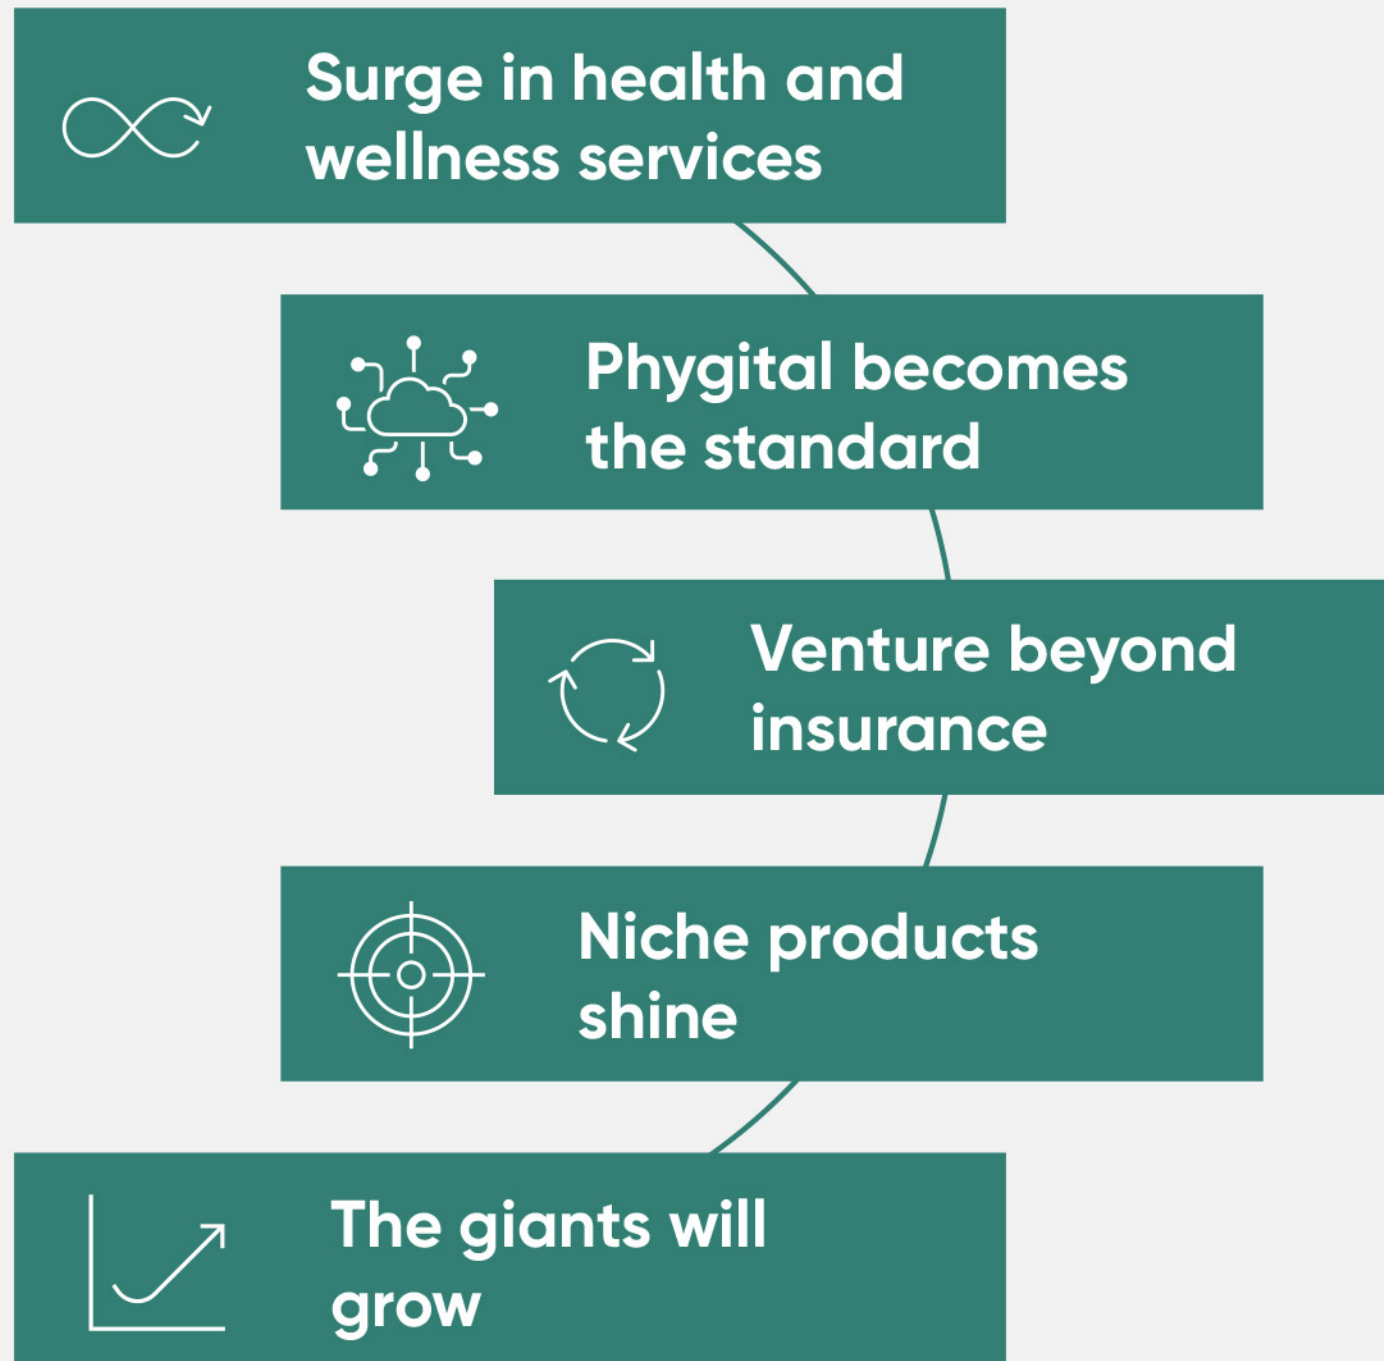 Surge in health and
wellness services
Phygital becomes
the standard
Venture beyond
insurance
Niche products
shine
The giants will
grow